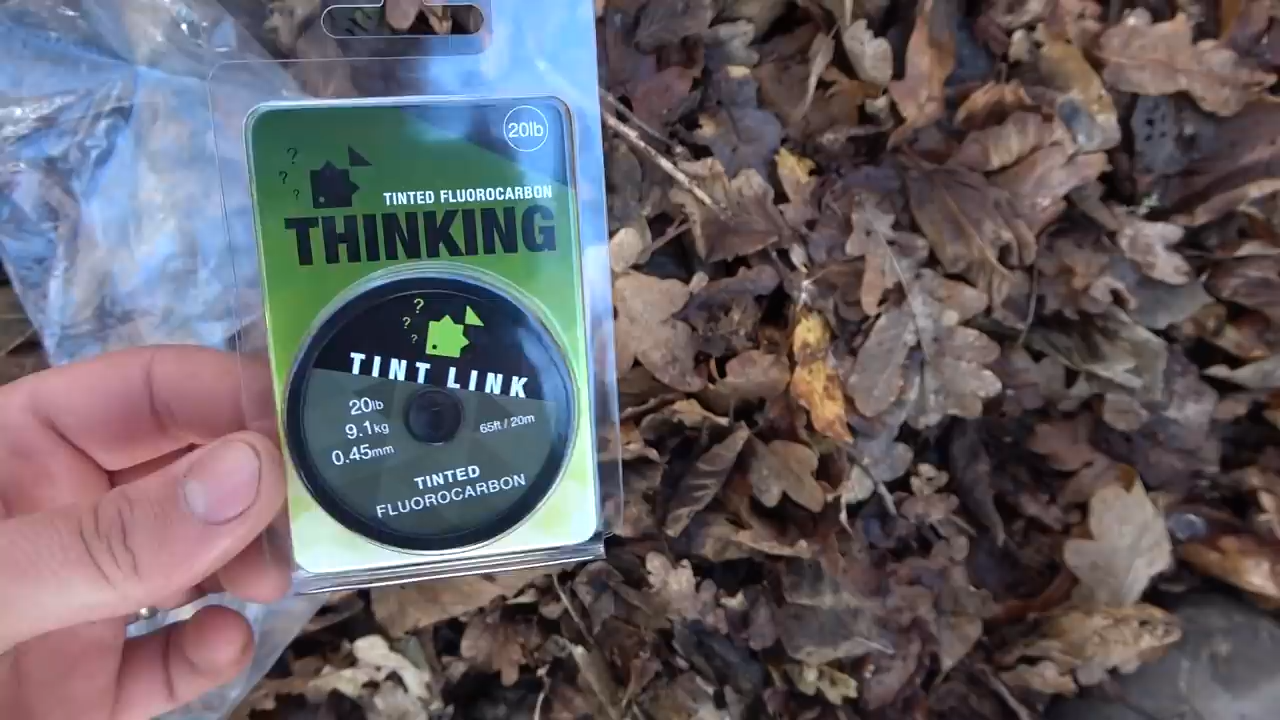 20lb
? ? ?
TINTED FLUOROCARBON
THINKING
? ? ?
TINT LINK
20lb
9.1kg
0.45mm
65ft / 20m
TINTED
FLUOROCARBON